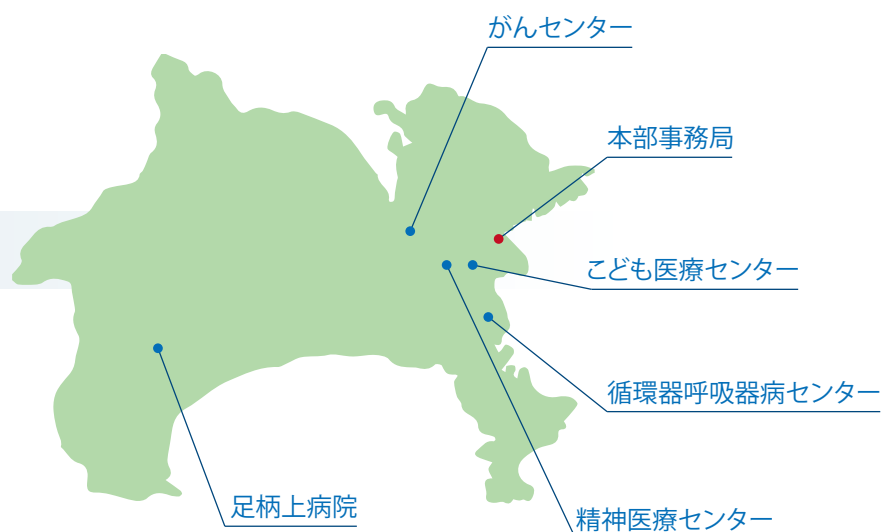 がんセンター
本部事務局
こども医療センター
循環器呼吸器病センター
足柄上病院
精神医療センター